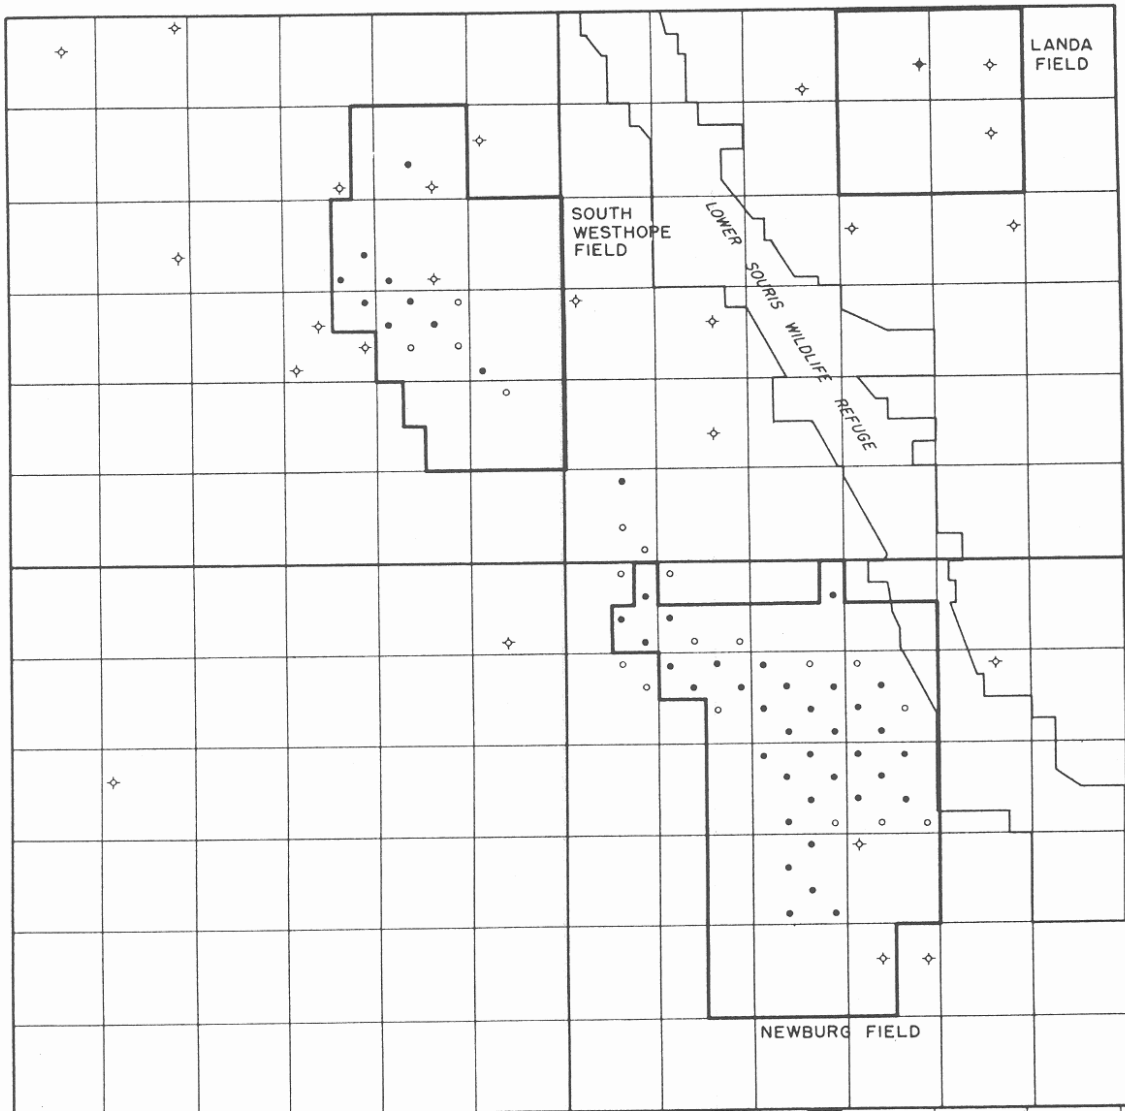 LANDA
FIELD
SOUTH
WESTHOPE
FIELD
LOWER SOURIS WILDLIFE REFUGE
NEWBURG FIELD